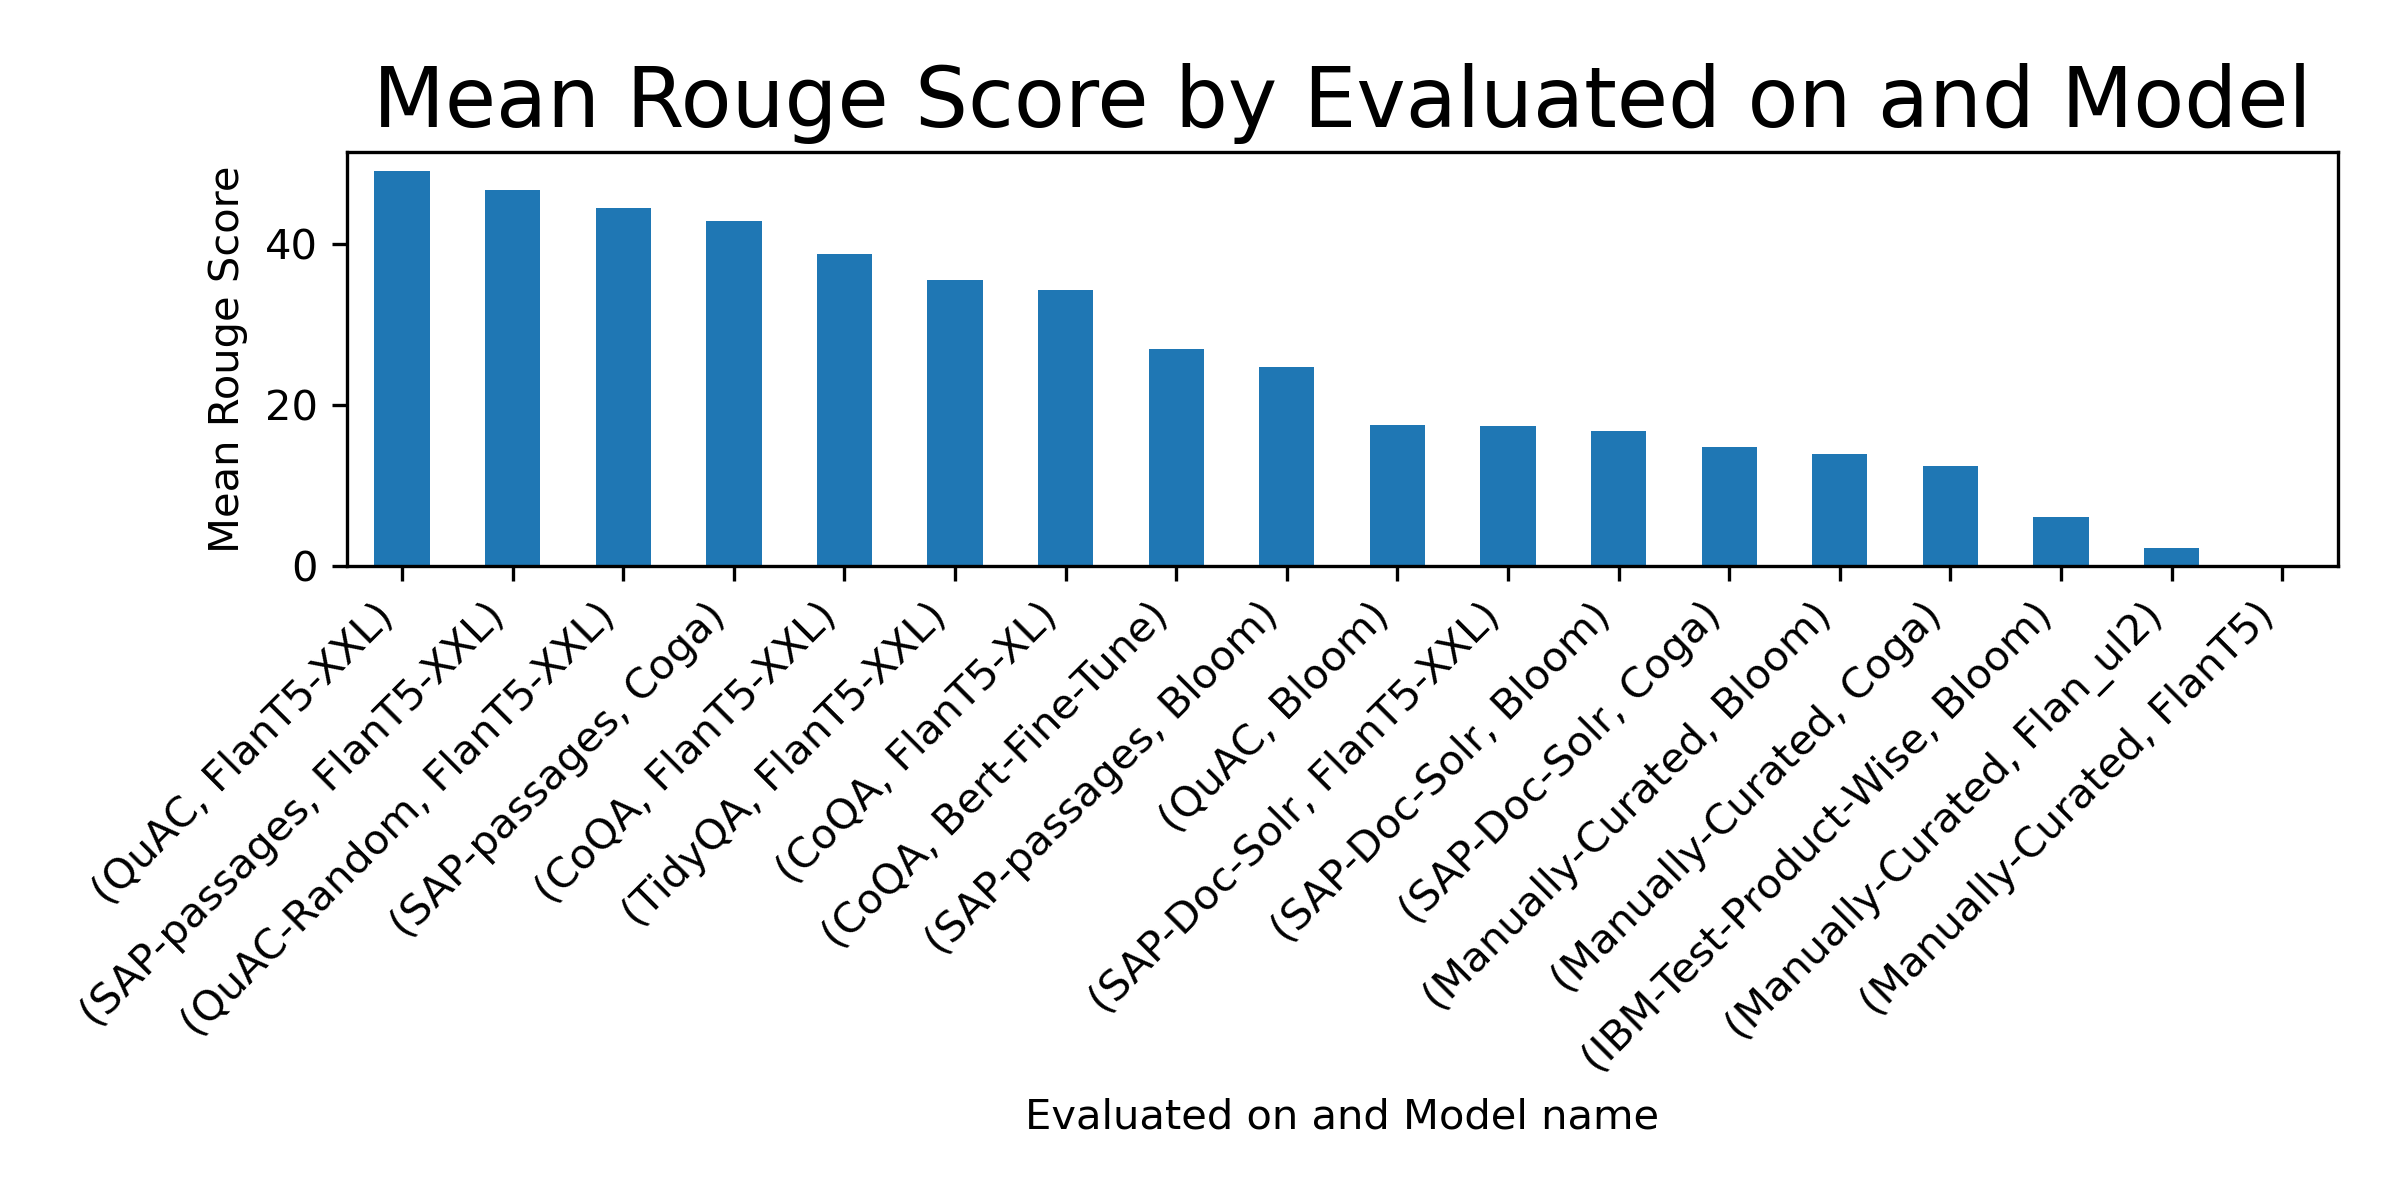 Mean Rouge Score by Evaluated on and Model
Mean Rouge Score
40
20
0
(QuAC, FlanT5-XXL)
(SAP-passages, FlanT5-XXL)
(QuAC-Random, FlanT5-XXL)
(SAP-passages, Coga)
(CoQA, FlanT5-XXL)
(TidyQA, FlanT5-XXL)
(CoQA, FlanT5-XL)
(CoQA, Bert-Fine-Tune)
(SAP-passages, Bloom)
(QuAC, Bloom)
(SAP-Doc-Solr, FlanT5-XXL)
(SAP-Doc-Solr, Bloom)
(SAP-Doc-Solr, Coga)
(Manually-Curated, Bloom)
(Manually-Curated, Coga)
(IBM-Test-Product-Wise, Bloom)
(Manually-Curated, Flan_ul2)
(Manually-Curated, FlanT5)
Evaluated on and Model name